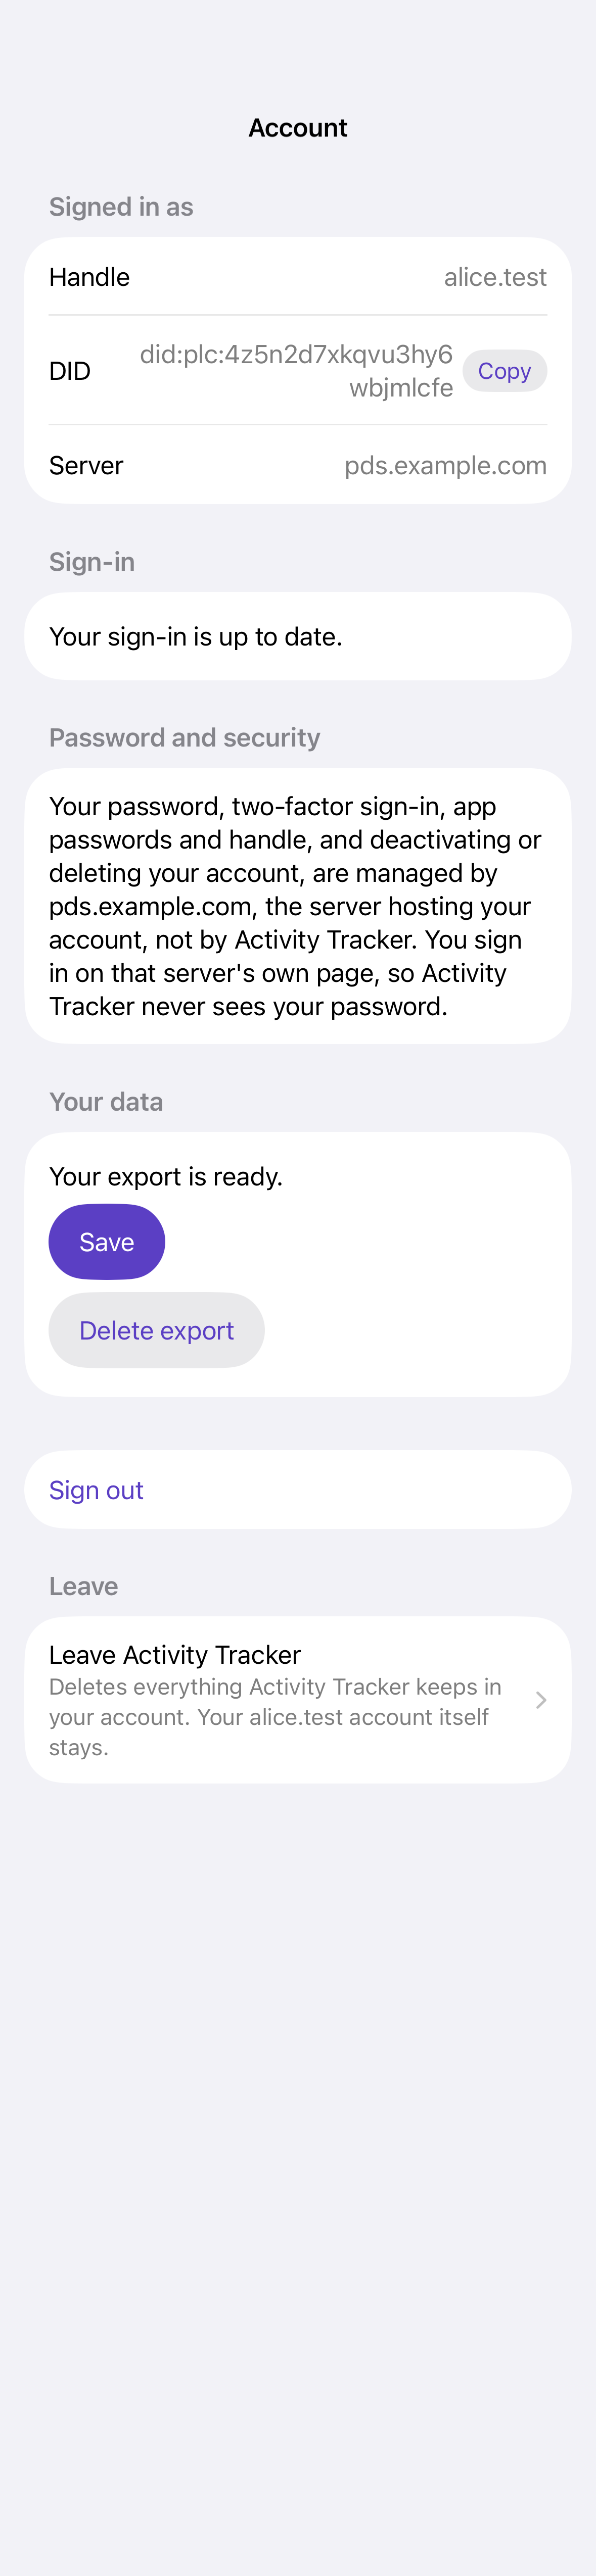 Account
Signed in as
Handle
alice.test
DID
did:plc:4z5n2d7xkqvu3hy6
wbjmlcfe
Copy
Server
pds.example.com
Sign-in
Your sign-in is up to date.
Password and security
Your password, two-factor sign-in, app
passwords and handle, and deactivating or
deleting your account, are managed by
pds.example.com, the server hosting your
account, not by Activity Tracker. You sign
in on that server's own page, so Activity
Tracker never sees your password.
Your data
Your export is ready.
Save
Delete export
Sign out
Leave
Leave Activity Tracker
Deletes everything Activity Tracker keeps in
your account. Your alice.test account itself
stays.